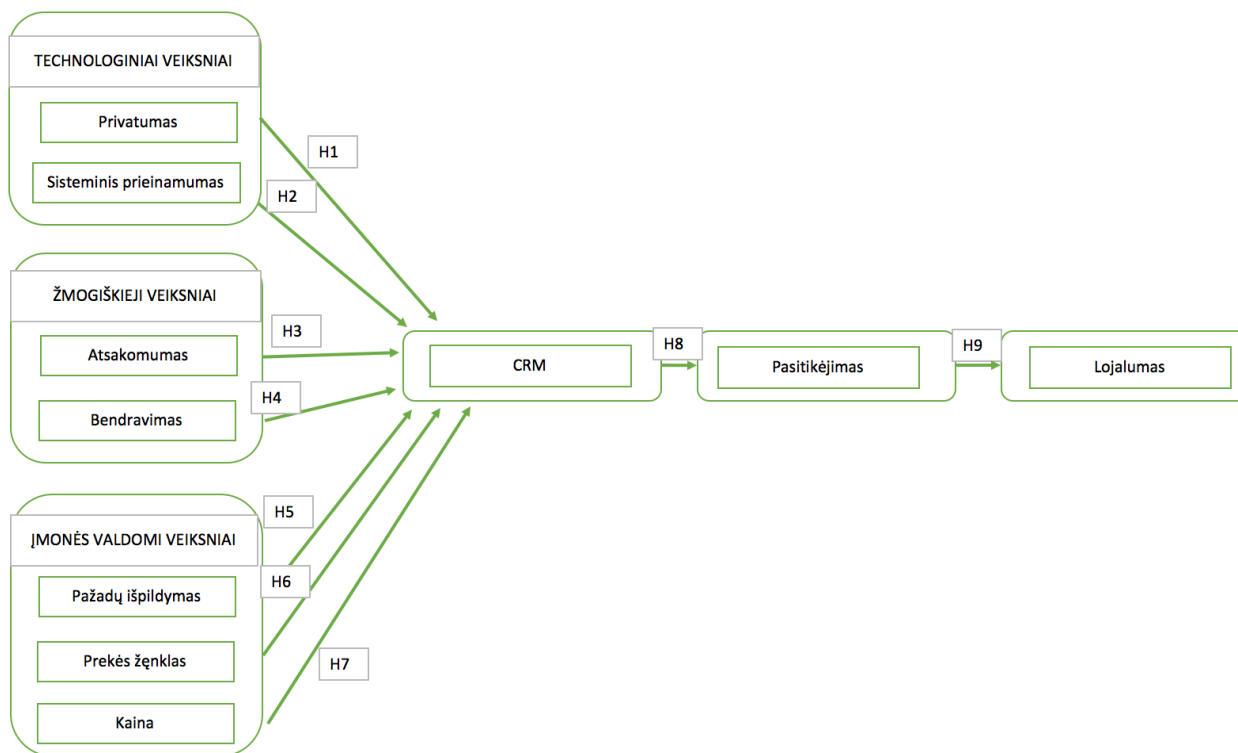 TECHNOLOGINIAI VEIKSNIAI
Privatumas
Sisteminis prieinamumas
H1
H2
ŽMOGIŠKIEJI VEIKSNIAI
Atsakomumas
Bendravimas
H3
H4
ĮMONĖS VALDOMI VEIKSNIAI
Pažadų išpildymas
Prekės žęnklas
Kaina
H5
H6
H7
CRM
H8
Pasitikėjimas
H9
Lojalumas